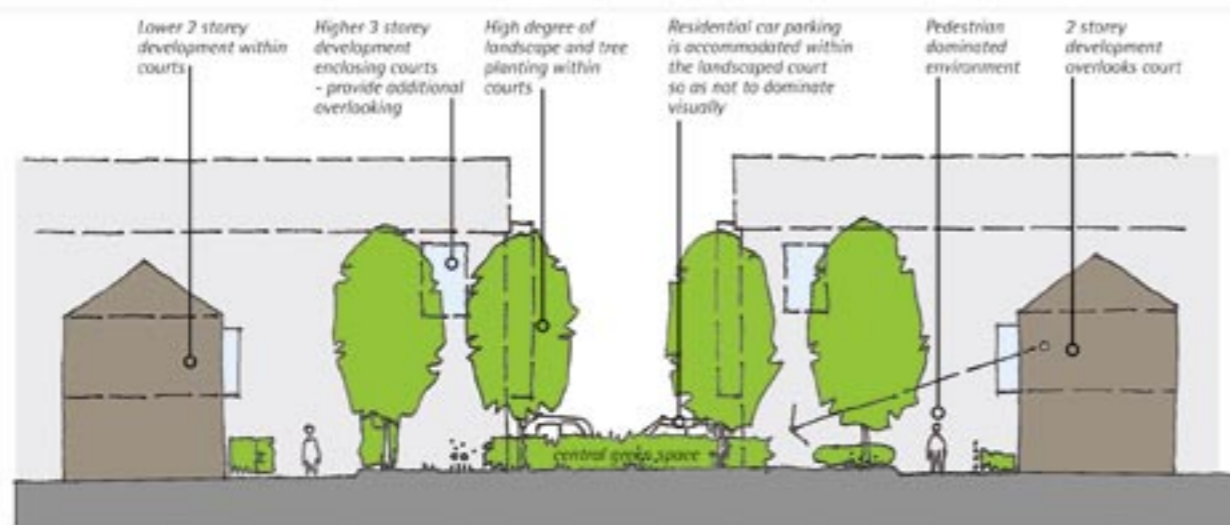 Lower 2 storey
development within
courts
Higher 3 storey
development
enclosing courts
- provide additional
overlooking
High degree of
landscape and tree
planting within
courts
Residential car parking
is accommodated within
the landscaped court
so as not to dominate
visually
Pedestrian
dominated
environment
2 storey
development
overlooks court
central green space